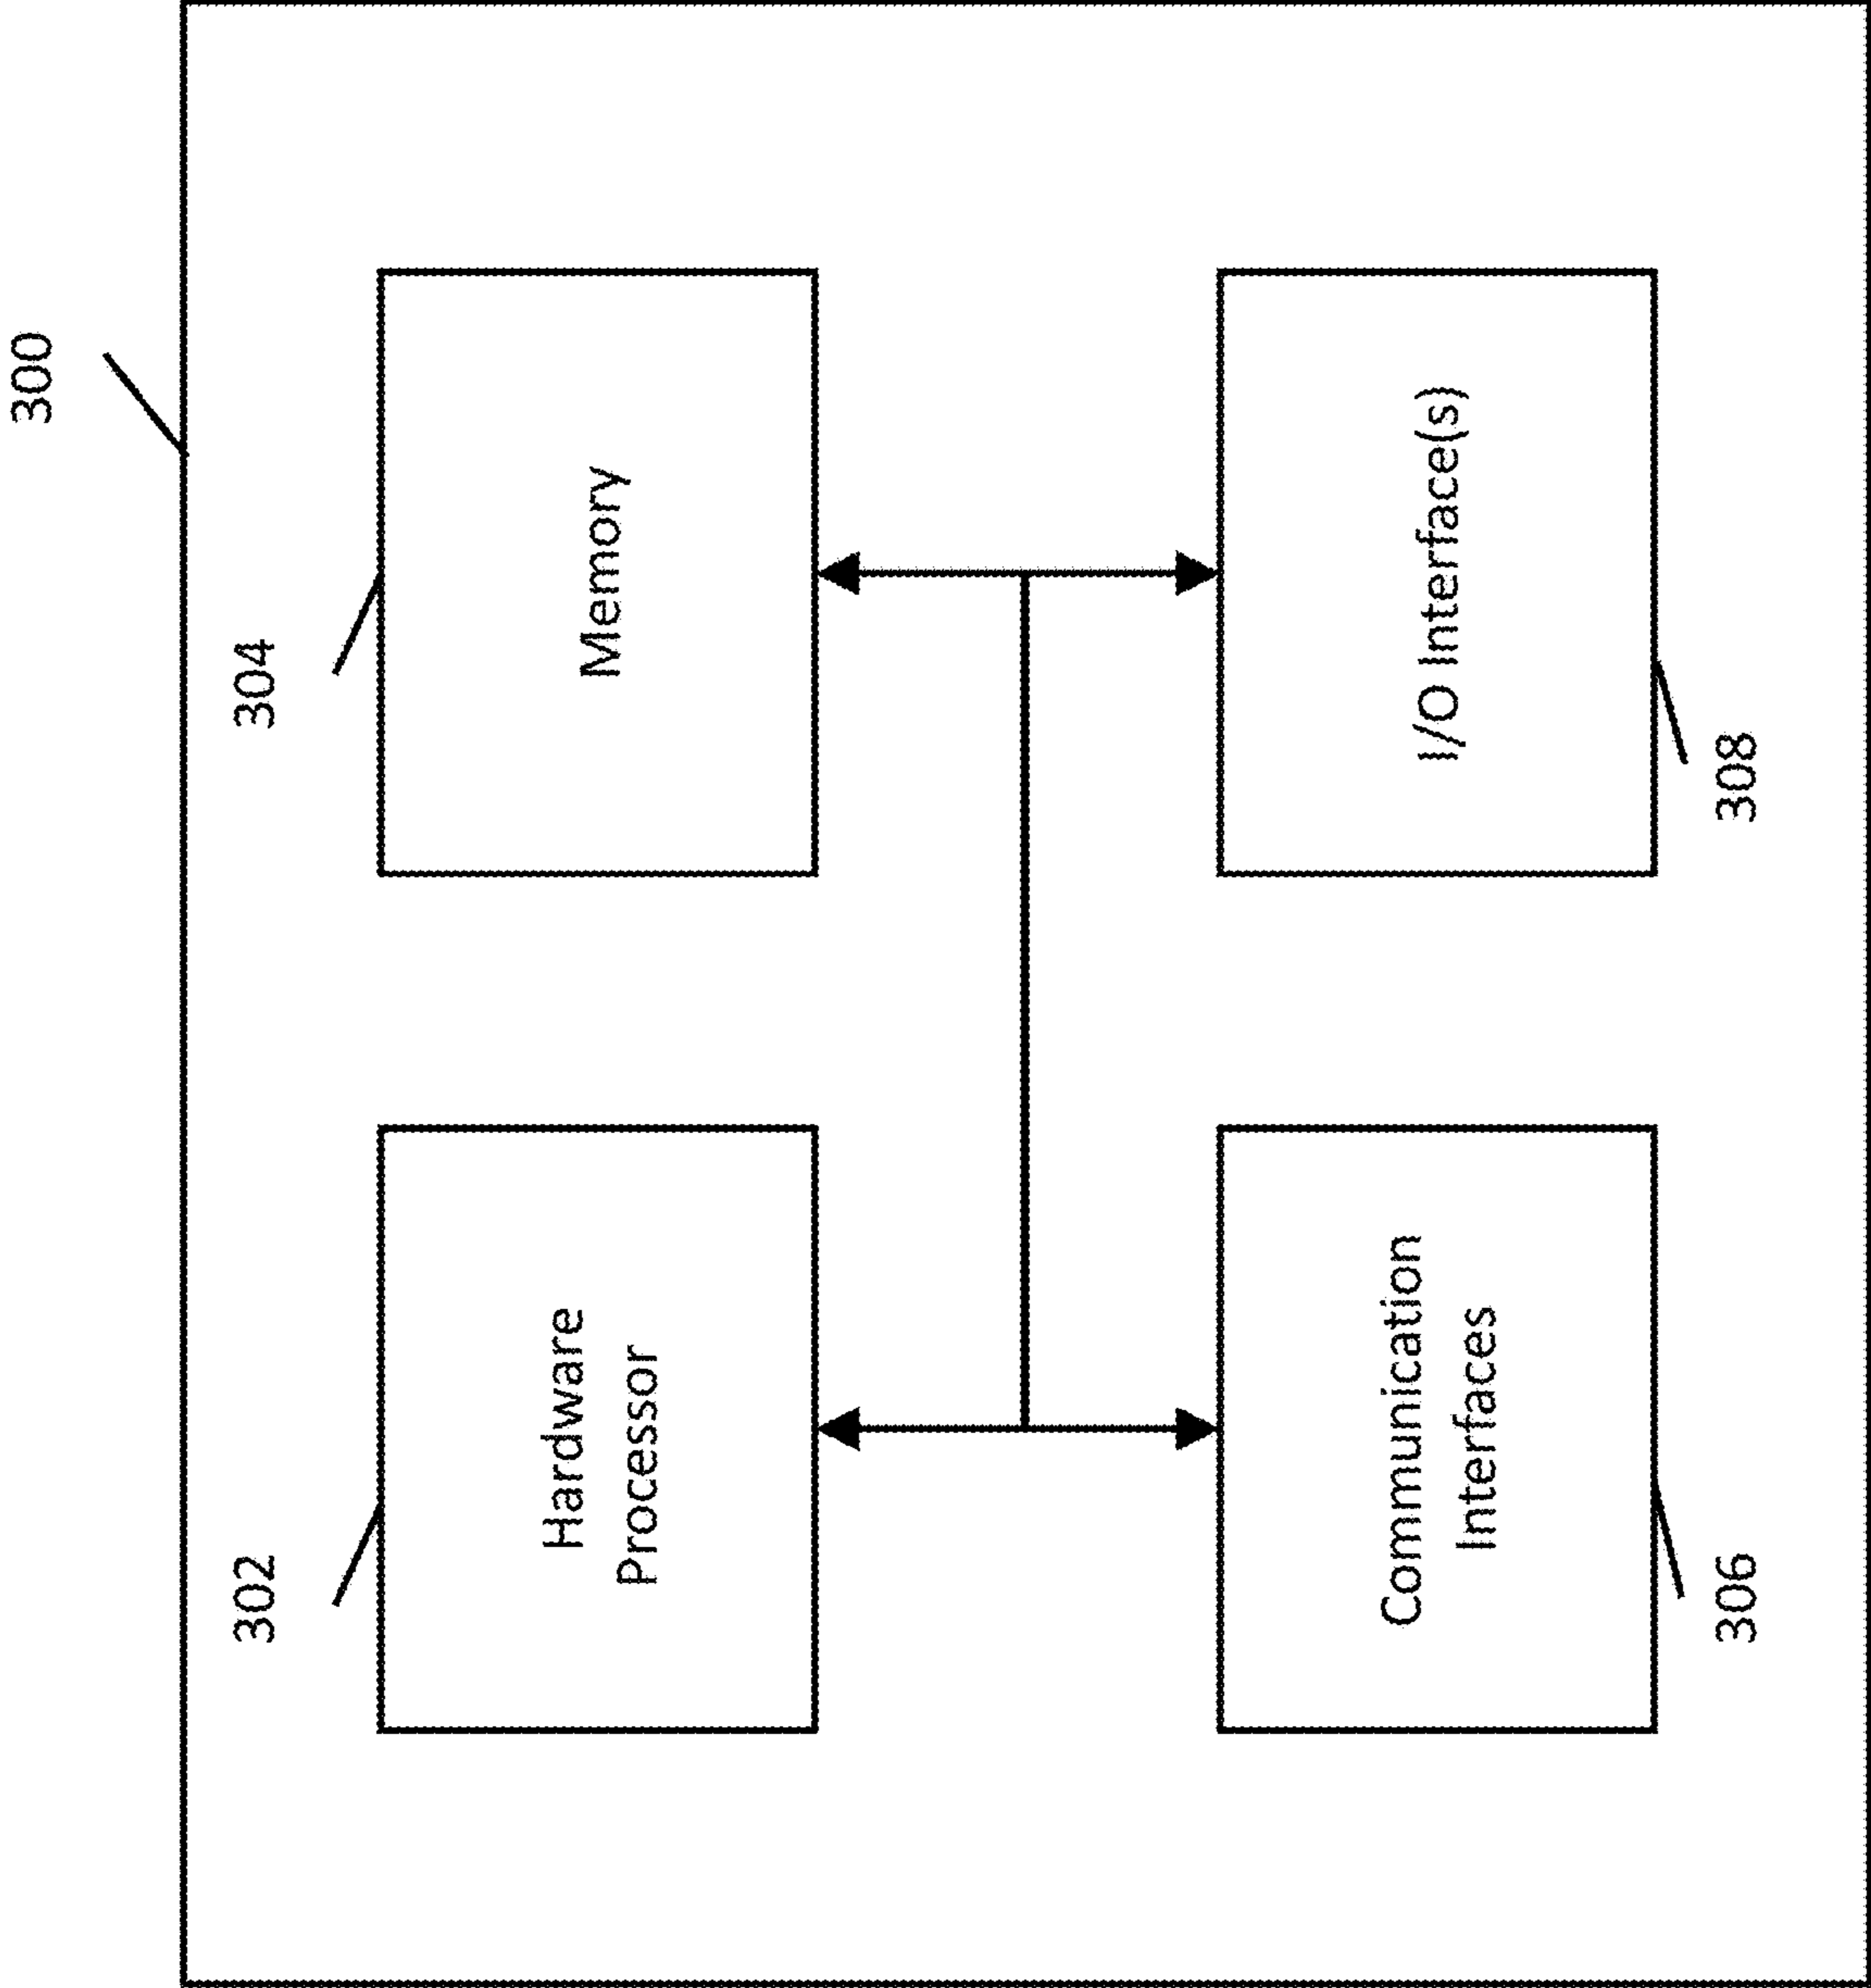 300
302
304
Hardware
Processor
Memory
Communication
Interfaces
I/O Interface(s)
306
308